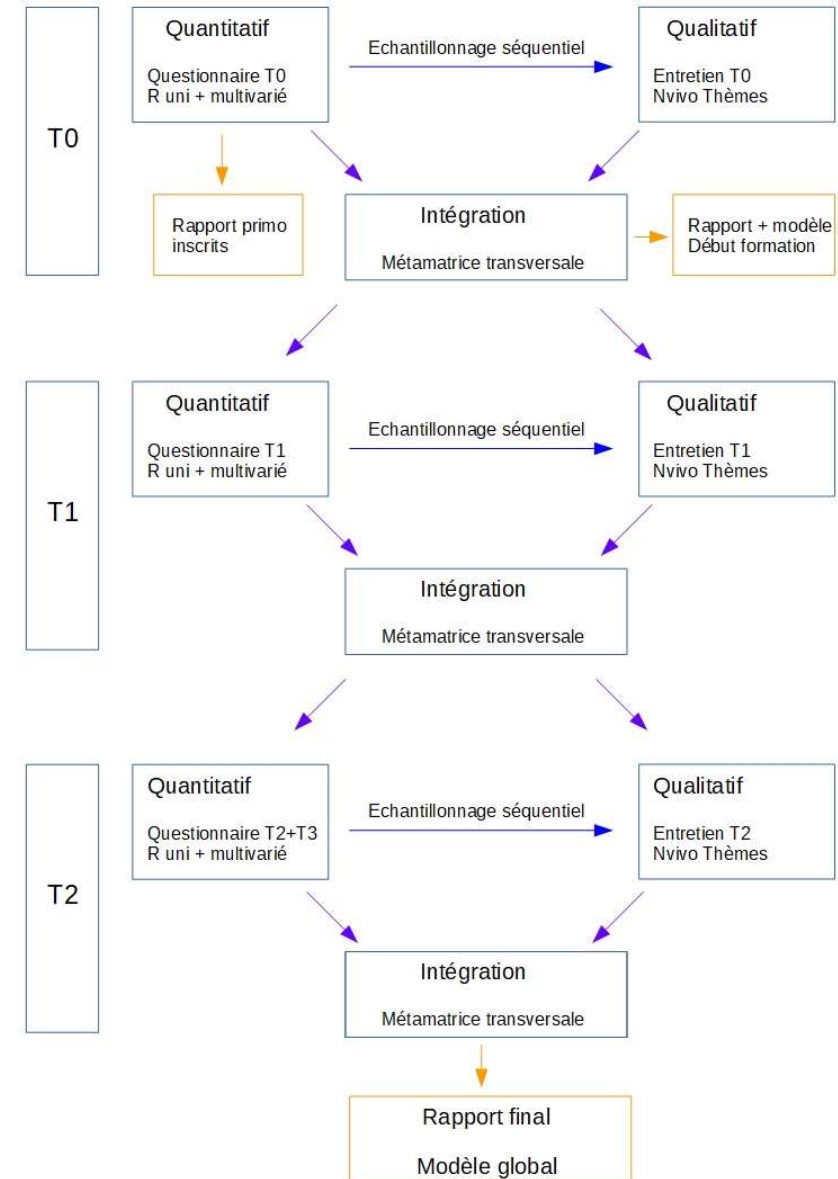 Quantitatif
Echantillonnage séquentiel
Qualitatif
Questionnaire T0
R uni + multivarié
Entretien T0
Nvivo Thèmes
T0
Rapport primo
inscrits
Intégration
Métamatrice transversale
Rapport + modèle
Début formation
Quantitatif
Echantillonnage séquentiel
Qualitatif
Questionnaire T1
R uni + multivarié
Entretien T1
Nvivo Thèmes
T1
Intégration
Métamatrice transversale
Quantitatif
Echantillonnage séquentiel
Qualitatif
Questionnaire T2+T3
R uni + multivarié
Entretien T2
Nvivo Thèmes
T2
Intégration
Métamatrice transversale
Rapport final
Modèle global